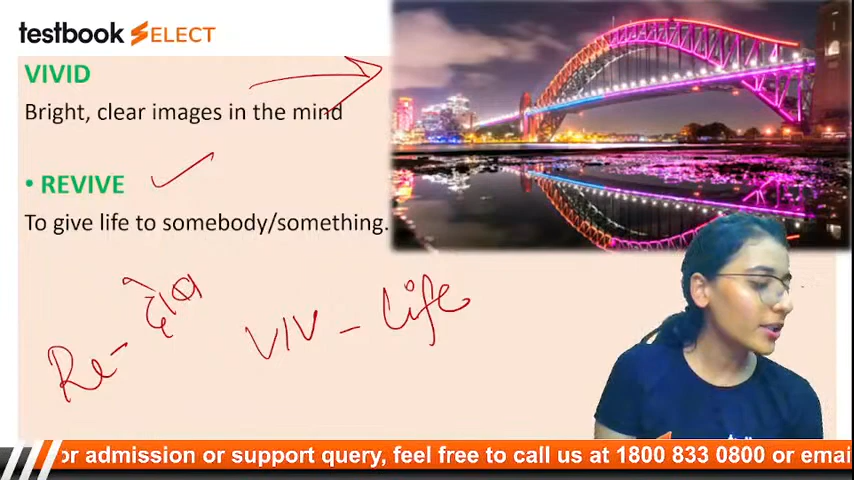 testbook SELECT
VIVID
Bright, clear images in the mind
• REVIVE
To give life to somebody/something.
Re-
VIV - Life
or admission or support query, feel free to call us at 1800 833 0800 or emai